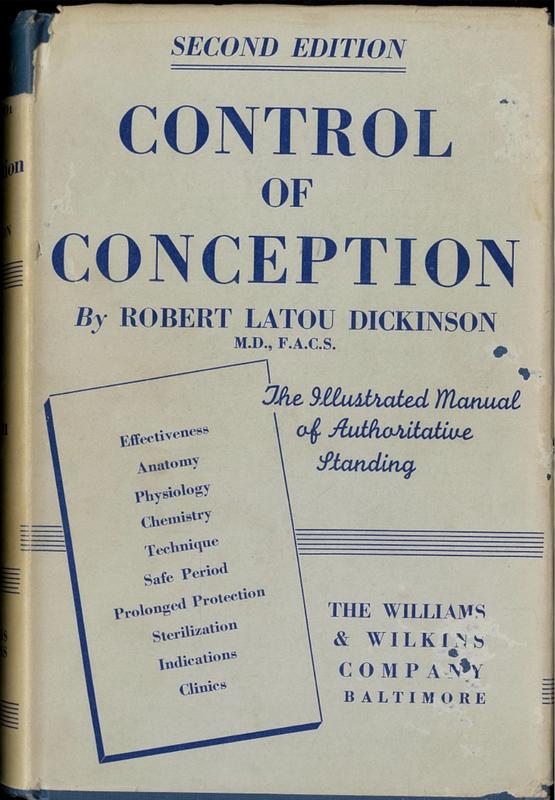 SECOND EDITION
CONTROL
OF
CONCEPTION
By ROBERT LATOU DICKINSON
M.D., F.A.C.S.
The Illustrated Manual
of Authoritative
Standing
Effectiveness
Anatomy
Physiology
Chemistry
Technique
Safe Period
Prolonged Protection
Sterilization
Indications
Clinics
THE WILLIAMS
& WILKINS
COMPANY
BALTIMORE